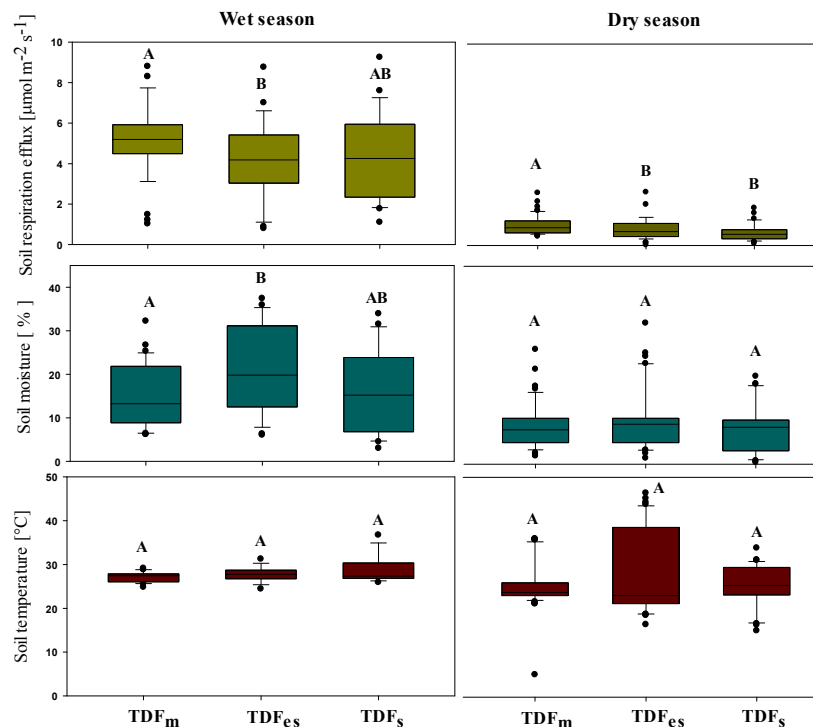 Wet season
Dry season
Soil respiration efflux [µmol m-2 s-1]
10
8
6
4
2
0
A
B
AB
A
B
B
Soil moisture [ % ]
40
30
20
10
0
A
B
AB
A
A
A
Soil temperature [°C]
50
40
30
20
10
0
A
A
A
A
A
A
TDFm
TDFes
TDFs
TDFm
TDFes
TDFs